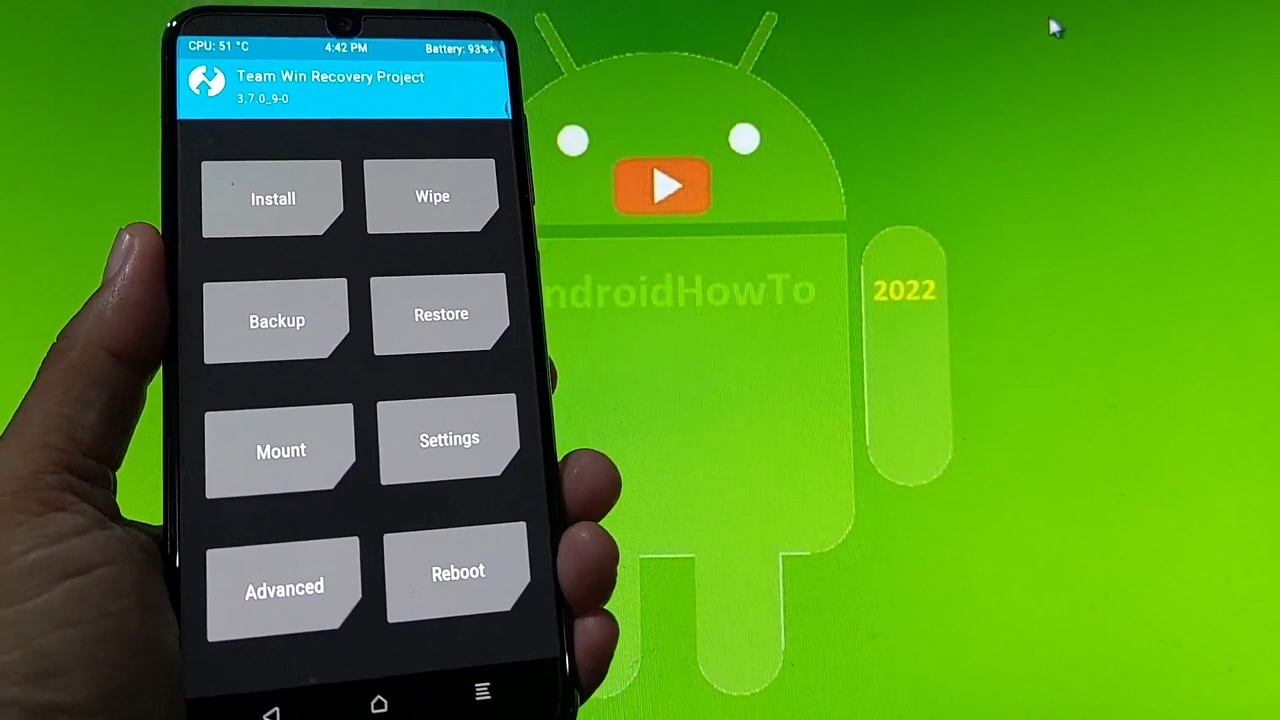 CPU: 51 °C 4:42 PM Battery: 93%+
Team Win Recovery Project
3.7.0_9-0
Install Wipe
Backup Restore
Mount Settings
Advanced Reboot
ndroidHowTo
2022